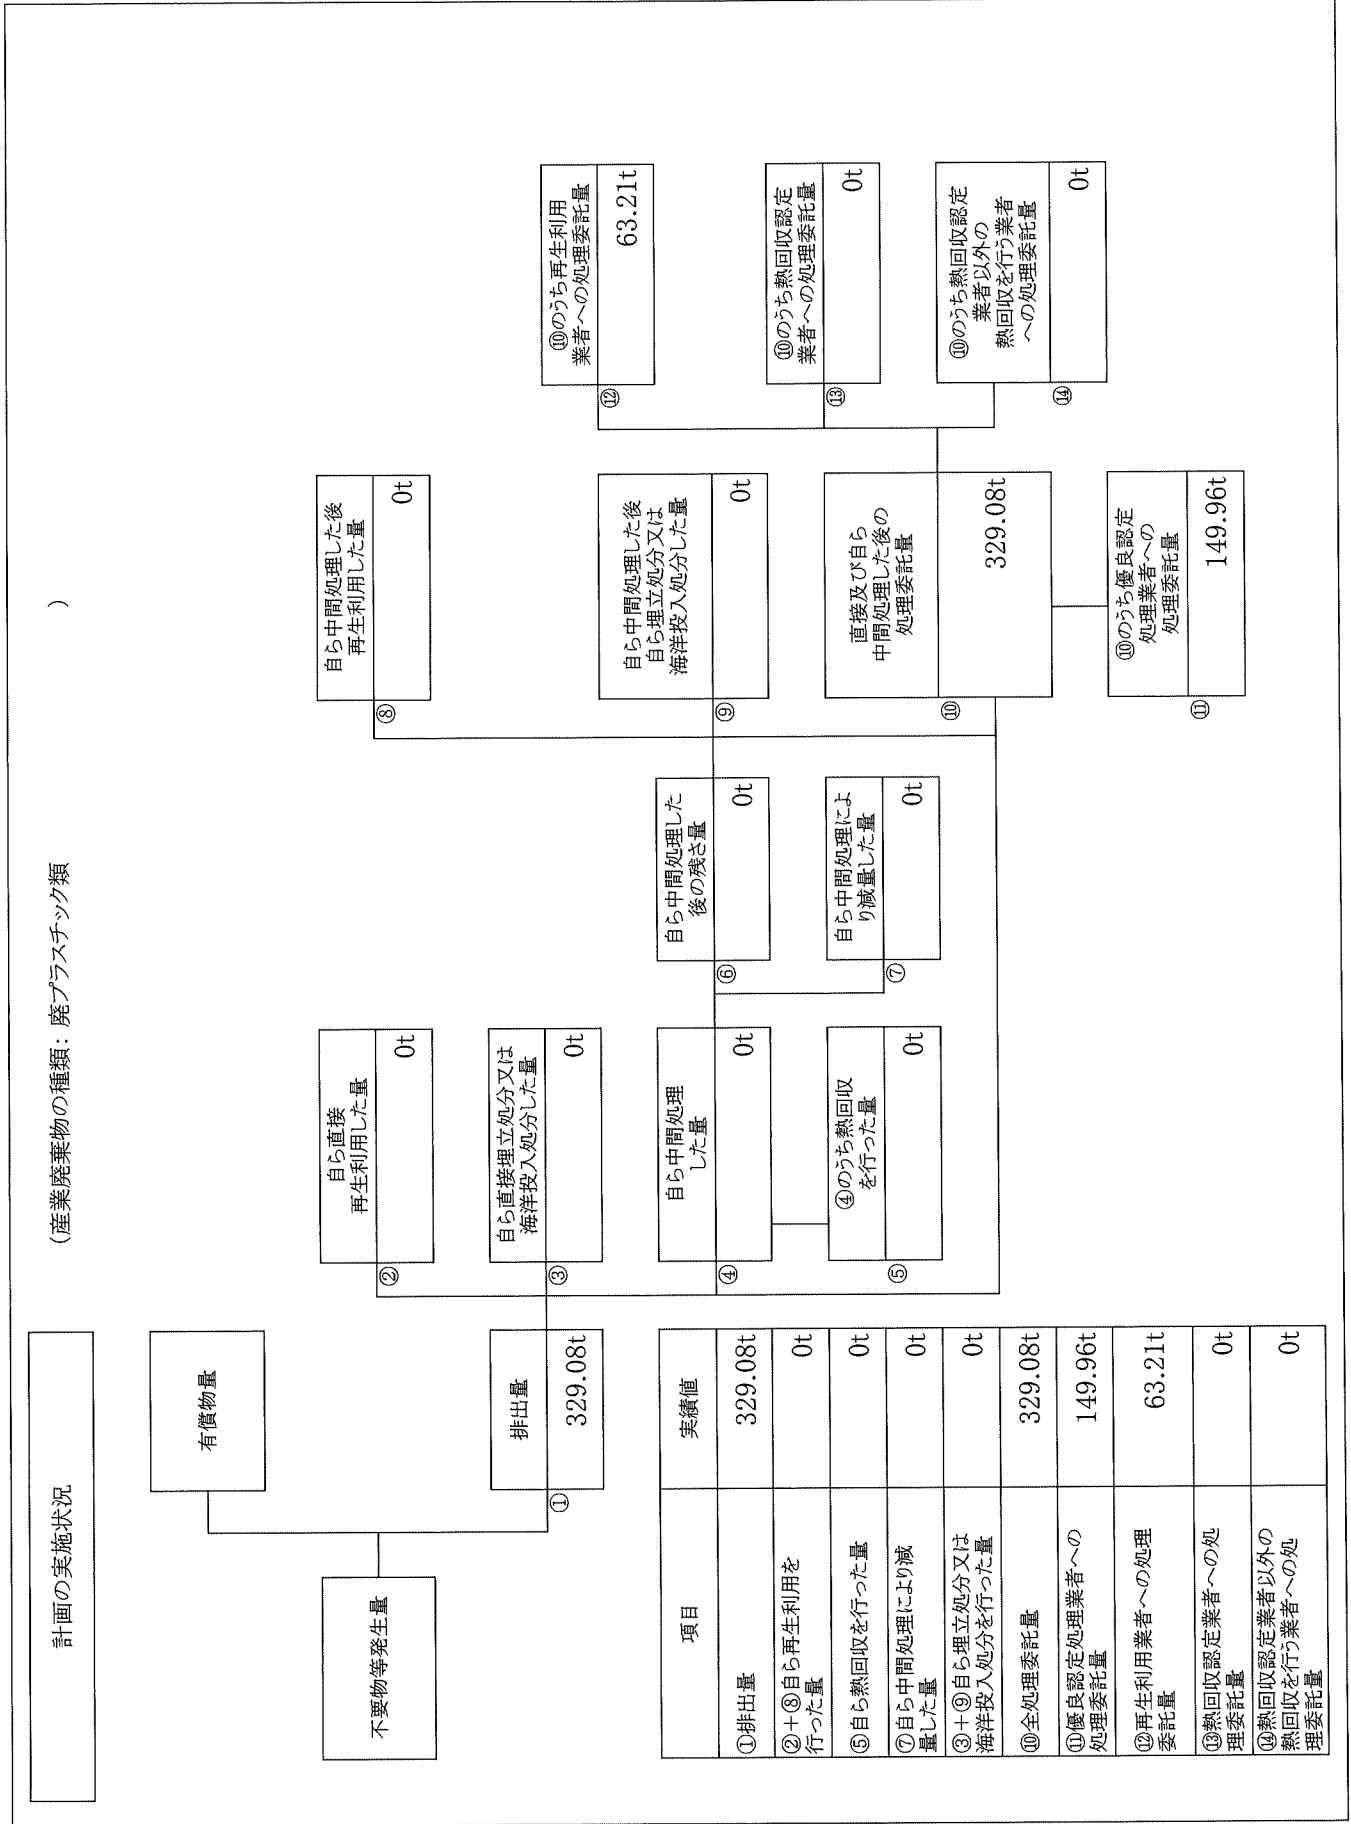 計画の実施状況
(産業廃棄物の種類：廃プラスチック類　　　　　)
不要物等発生量
有償物量
①
排出量
329.08t
②
自ら直接
再生利用した量
0t
③
自ら直接埋立処分又は
海洋投入処分した量
0t
④
自ら中間処理
した量
0t
⑤
④のうち熱回収
を行った量
0t
⑥
自ら中間処理した
後の残さ量
0t
⑦
自ら中間処理によ
り減量した量
0t
⑧
自ら中間処理した後
再生利用した量
0t
⑨
自ら中間処理した後
自ら埋立処分又は
海洋投入処分した量
0t
⑩
直接及び自ら
中間処理した後の
処理委託量
329.08t
⑪
⑩のうち優良認定
処理業者への
処理委託量
149.96t
⑫
⑩のうち再生利用
業者への処理委託量
63.21t
⑬
⑩のうち熱回収認定
業者への処理委託量
0t
⑭
⑩のうち熱回収認定
業者以外の
熱回収を行う業者
への処理委託量
0t
項目 実績値
①排出量 329.08t
②＋⑧自ら再生利用を
行った量 0t
⑤自ら熱回収を行った量 0t
⑦自ら中間処理により減
量した量 0t
③＋⑨自ら埋立処分又は
海洋投入処分を行った量 0t
⑩全処理委託量 329.08t
⑪優良認定処理業者への
処理委託量 149.96t
⑫再生利用業者への処理
委託量 63.21t
⑬熱回収認定業者への処
理委託量 0t
⑭熱回収認定業者以外の
熱回収を行う業者への処
理委託量 0t